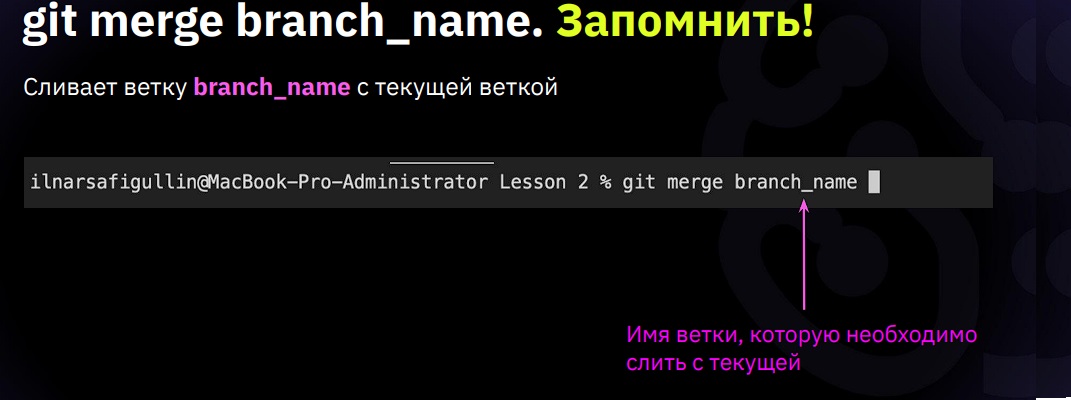 git merge branch_name. Запомнить!
Сливает ветку branch_name с текущей веткой
ilnarsafigullin@MacBook-Pro-Administrator Lesson 2 % git merge branch_name
Имя ветки, которую необходимо
слить с текущей